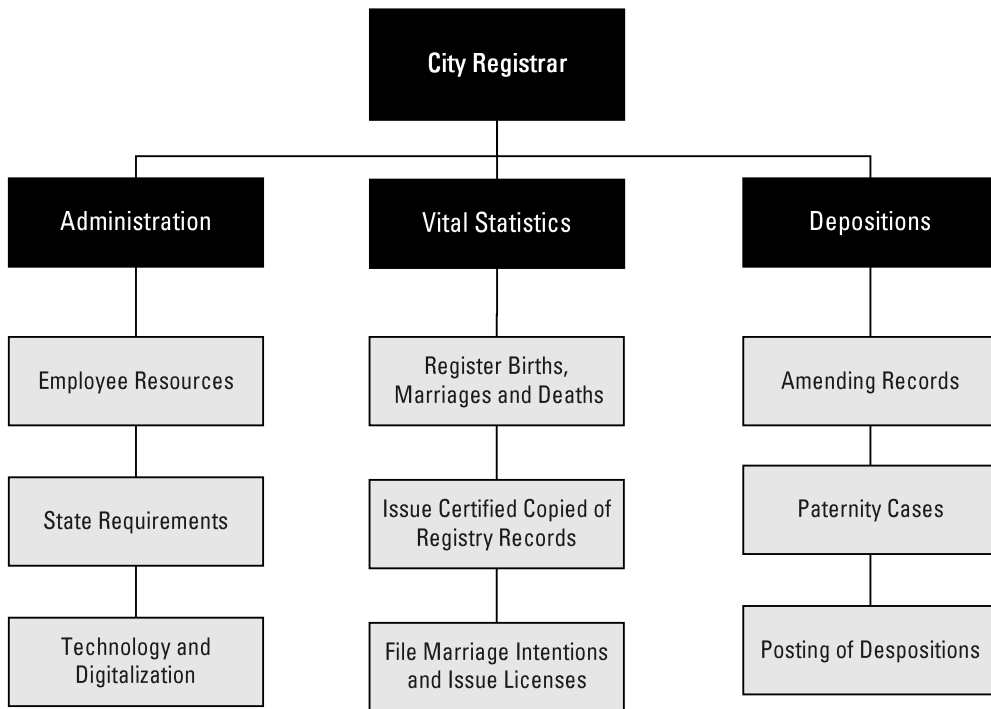 City Registrar
Administration
Vital Statistics
Depositions
Employee Resources
State Requirements
Technology and
Digitalization
Register Births,
Marriages and Deaths
Issue Certified Copied of
Registry Records
File Marriage Intentions
and Issue Licenses
Amending Records
Paternity Cases
Posting of Despositions